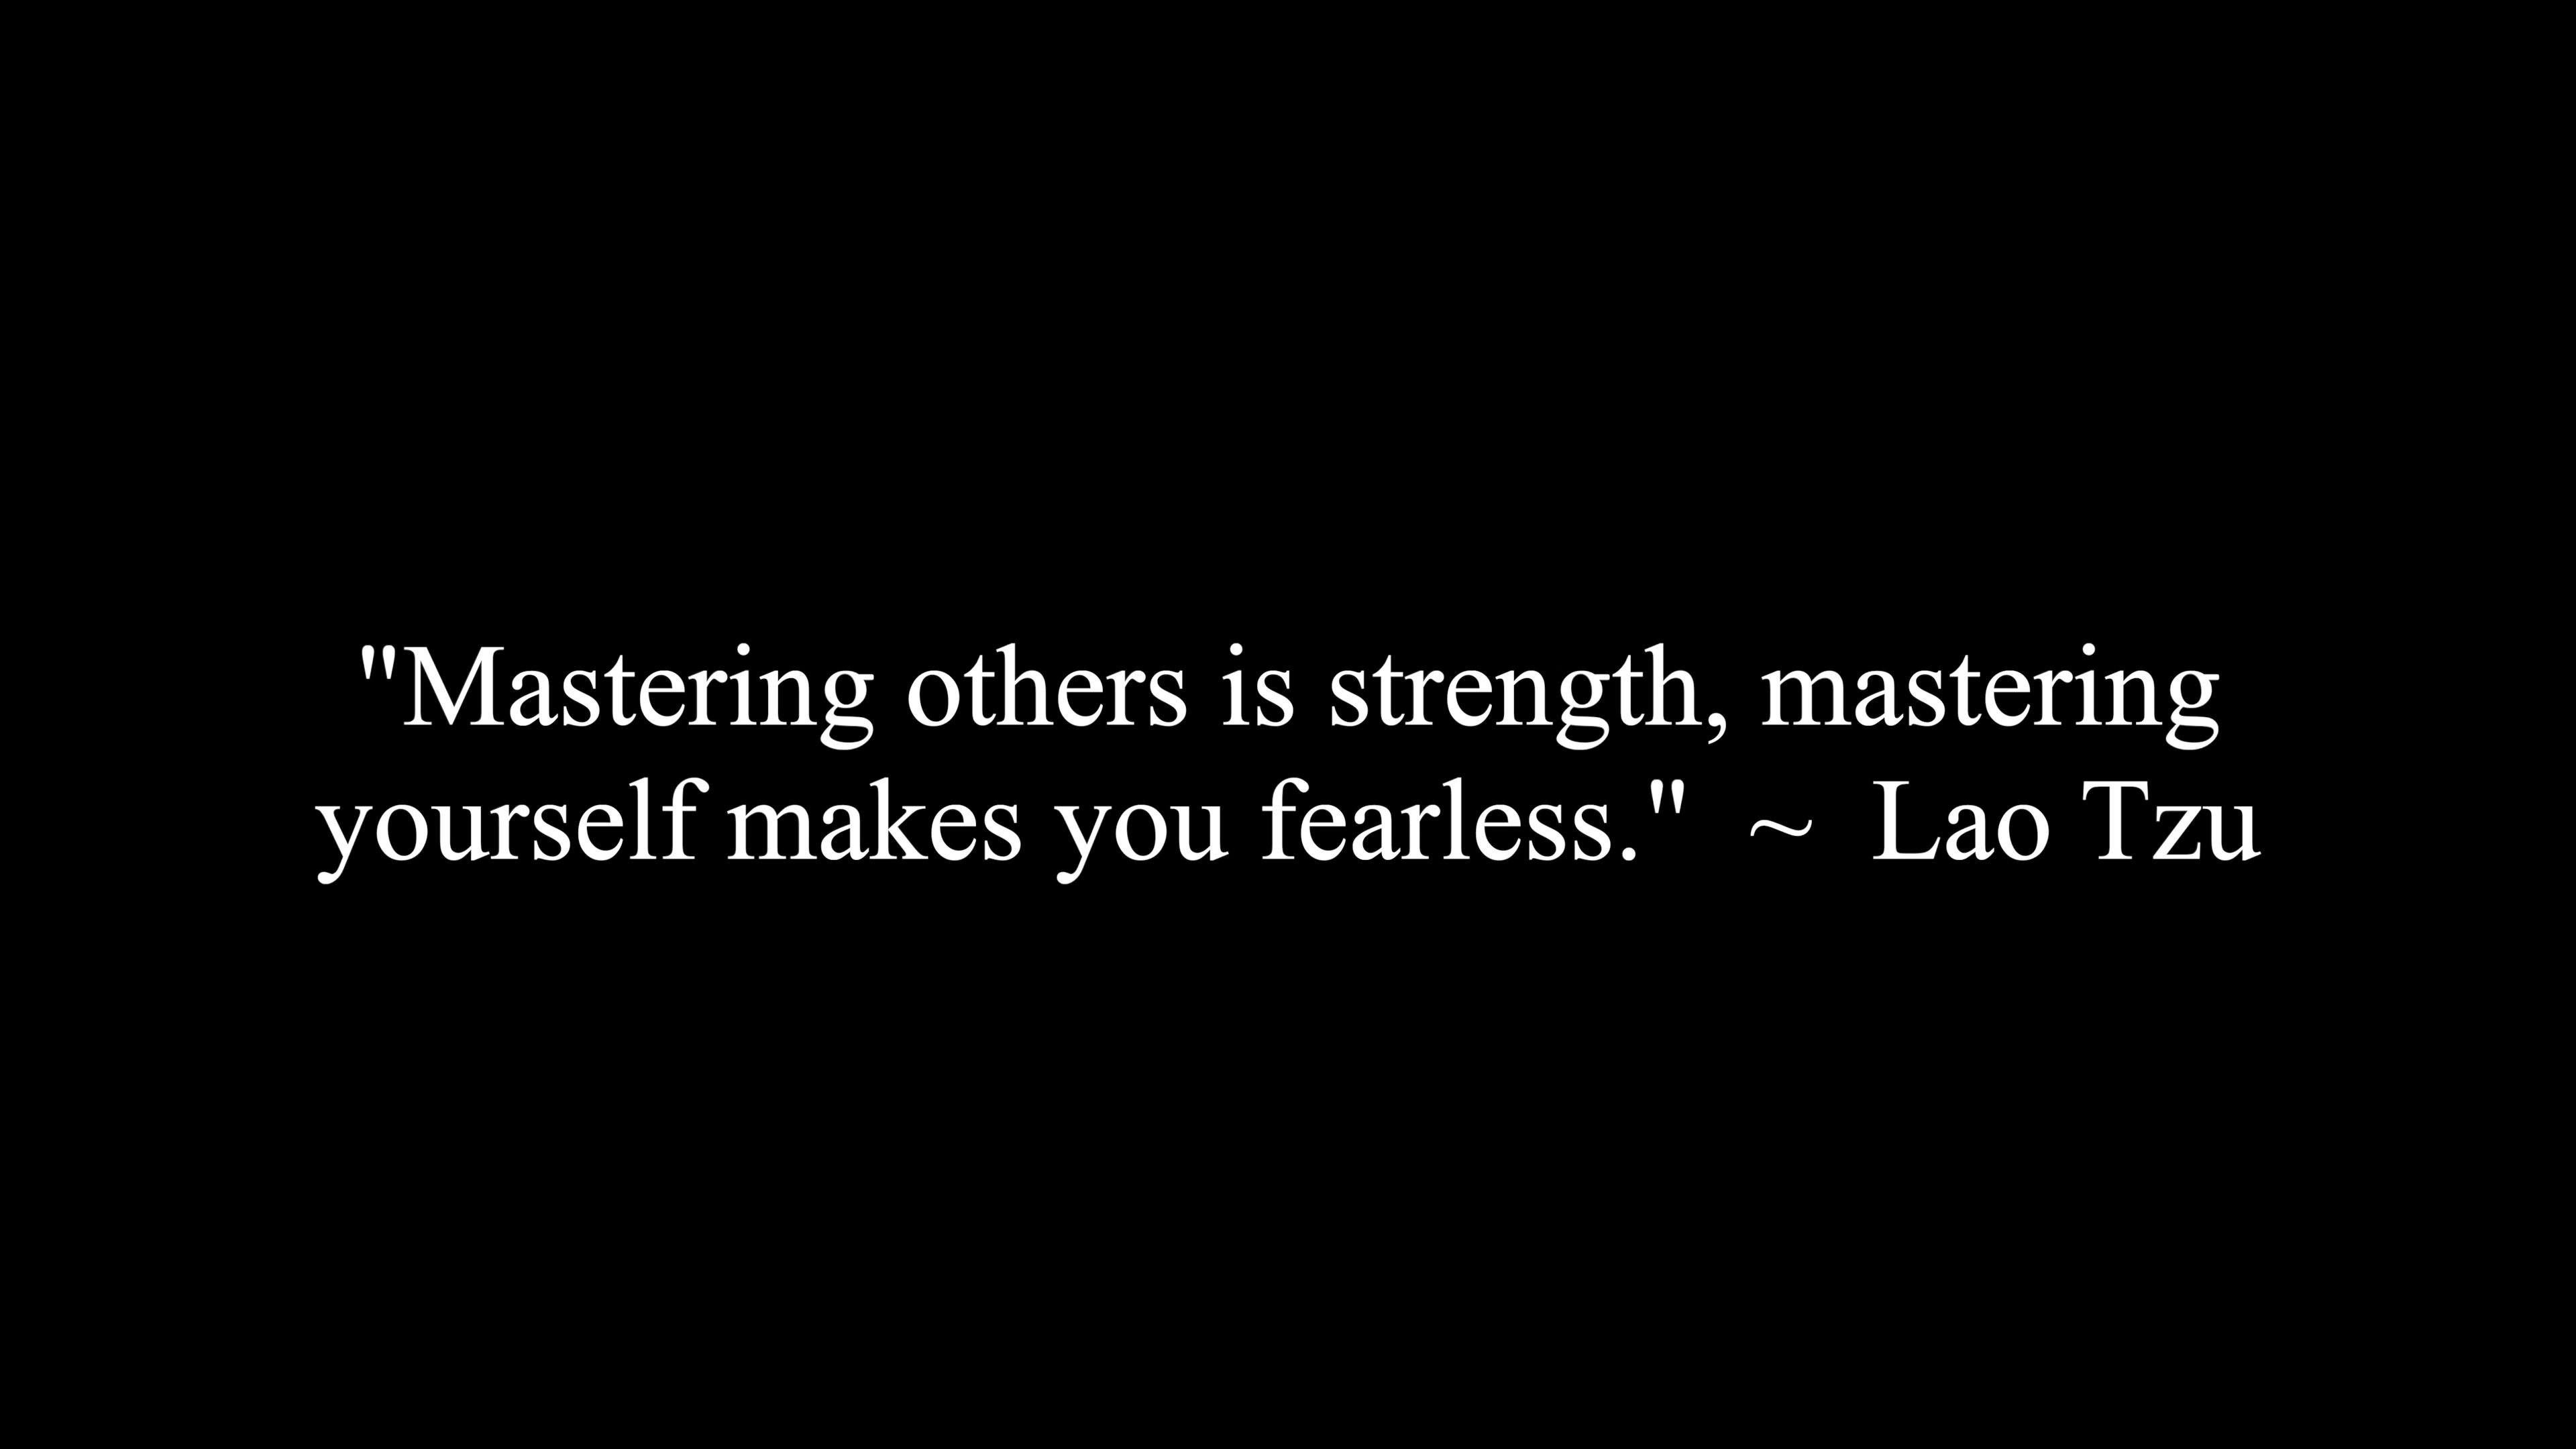 "Mastering others is strength, mastering
yourself makes you fearless."  ~  Lao Tzu